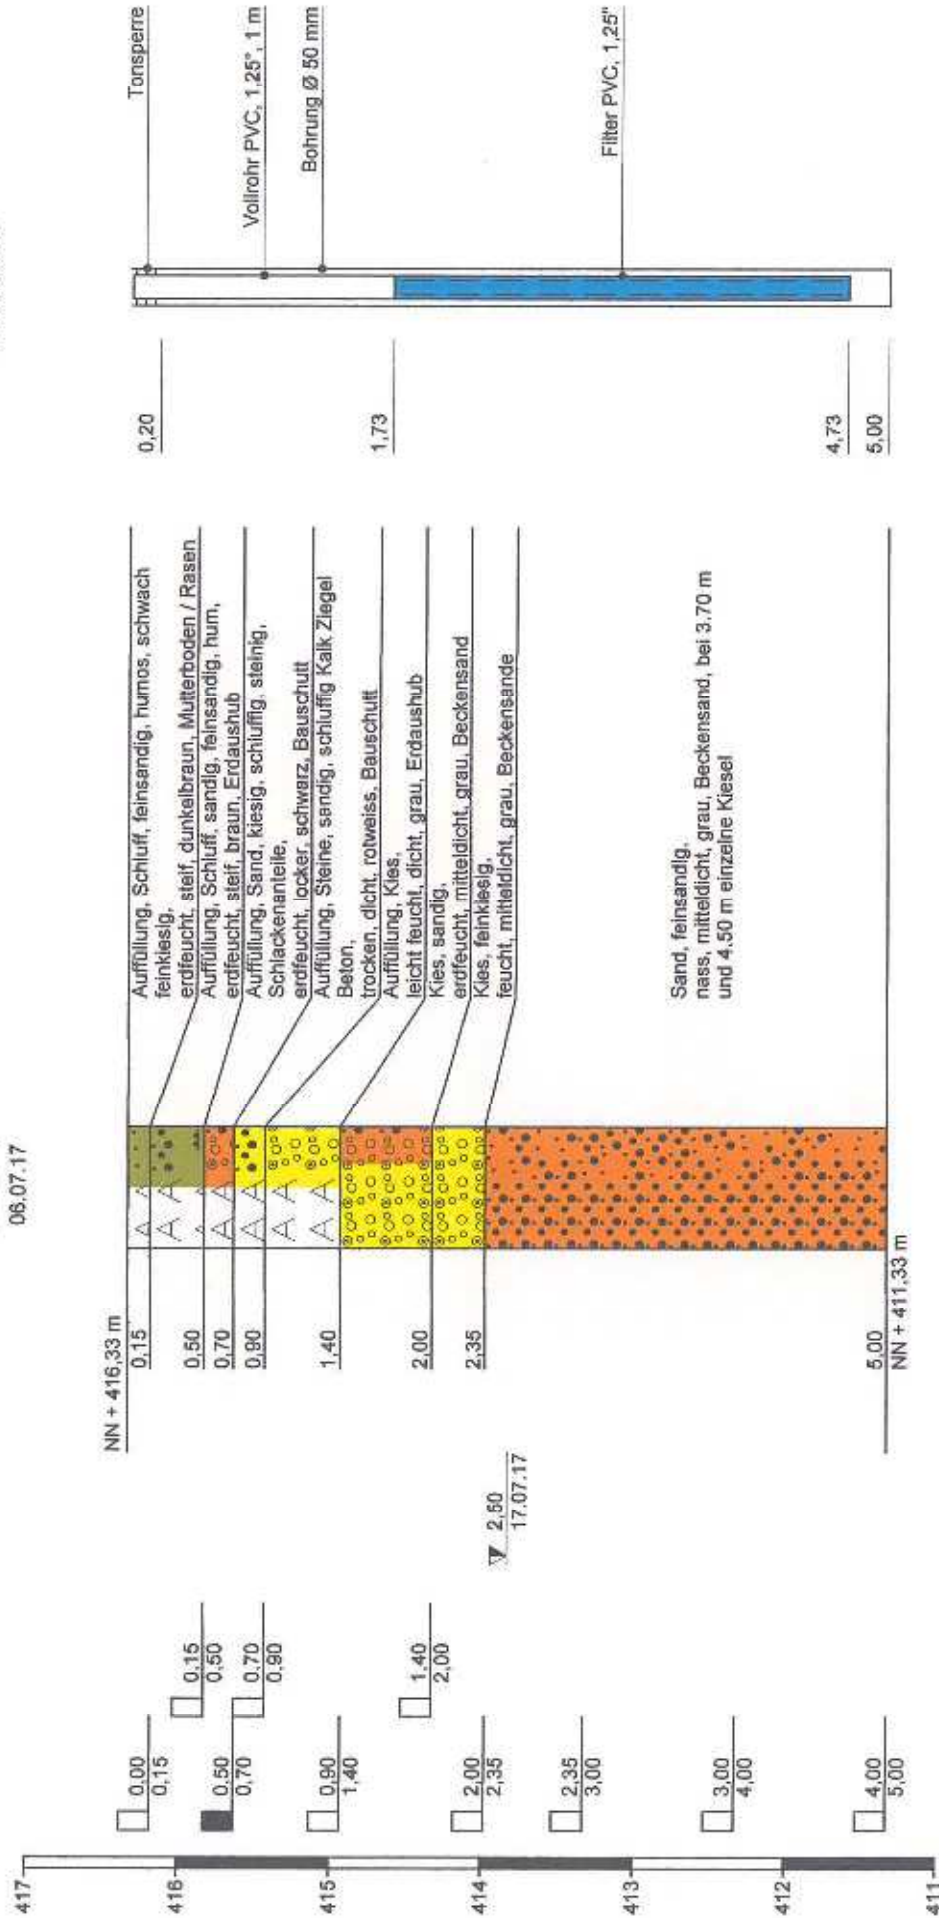 06.07.17
417
416
415
414
413
412
411
0,00
0,15
0,15
0,50
0,50
0,70
0,70
0,90
0,90
1,40
1,40
2,00
2,00
2,35
2,35
3,00
3,00
4,00
4,00
5,00
2,50
17.07.17
NN + 416,33 m
0,15
0,50
0,70
0,90
1,40
2,00
2,35
5,00
NN + 411,33 m
A A
A A
A A
A A
A A
A A
A A
Auffüllung, Schluff, feinsandig, humos, schwach
feinkiesig,
erdfeucht, steif, dunkelbraun, Mutterboden / Rasen
Auffüllung, Schluff, sandig, feinsandig, hum,
erdfeucht, steif, braun, Erdaushub
Auffüllung, Sand, kiesig, schluffig, steinig,
Schlackenanteile,
erdfeucht, locker, schwarz, Bauschutt
Auffüllung, Steine, sandig, schluffig Kalk Ziegel
Beton,
trocken, dicht, rotweiss, Bauschutt
Auffüllung, Kies,
leicht feucht, dicht, grau, Erdaushub
Kies, sandig,
erdfeucht, mitteldicht, grau, Beckensand
Kies, feinkiesig,
feucht, mitteldicht, grau, Beckensande
Sand, feinsandig,
nass, mitteldicht, grau, Beckensand, bei 3.70 m
und 4.50 m einzelne Kiesel
0,20
1,73
4,73
5,00
Tonsperre
Vollrohr PVC, 1,25", 1 m
Bohrung Ø 50 mm
Filter PVC, 1,25"